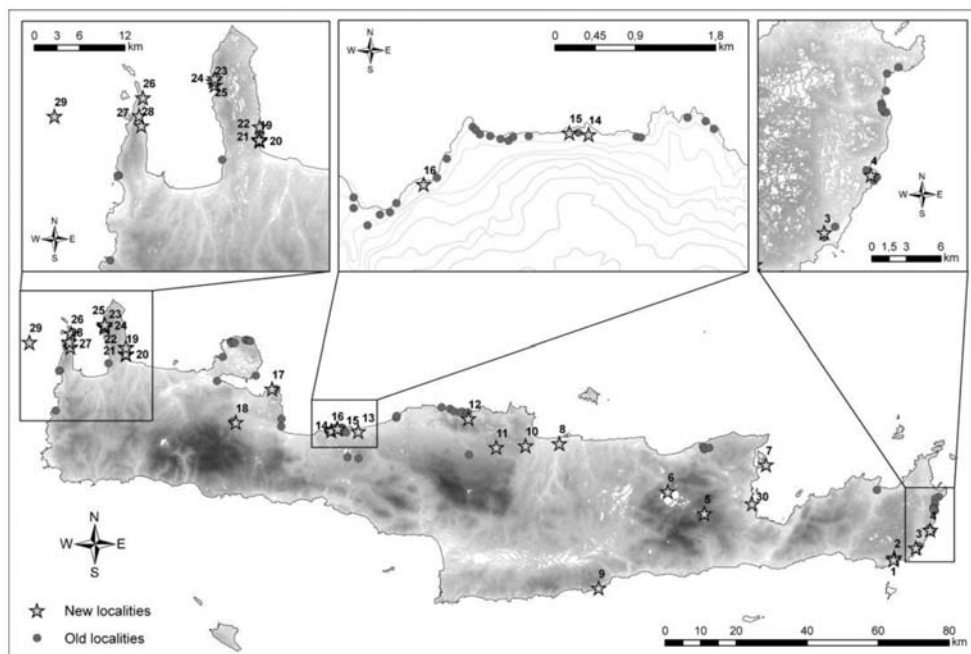 0 3 6 12
km
24 23
25
26
29
27 28
22 19
21 20
N
W E
S
N
W E
S
0 0,45 0,9 1,8
km
15 14
16
4
N
W E
S
3
0 1,5 3 6
km
29
26
28
27
25 23
24
22
21
19
20
17
18
14 16 15 13
12
11 10 8
7
6
5
30
9
4
3
2
1
N
W E
S
New localities
Old localities
0 10 20 40 60 80
km